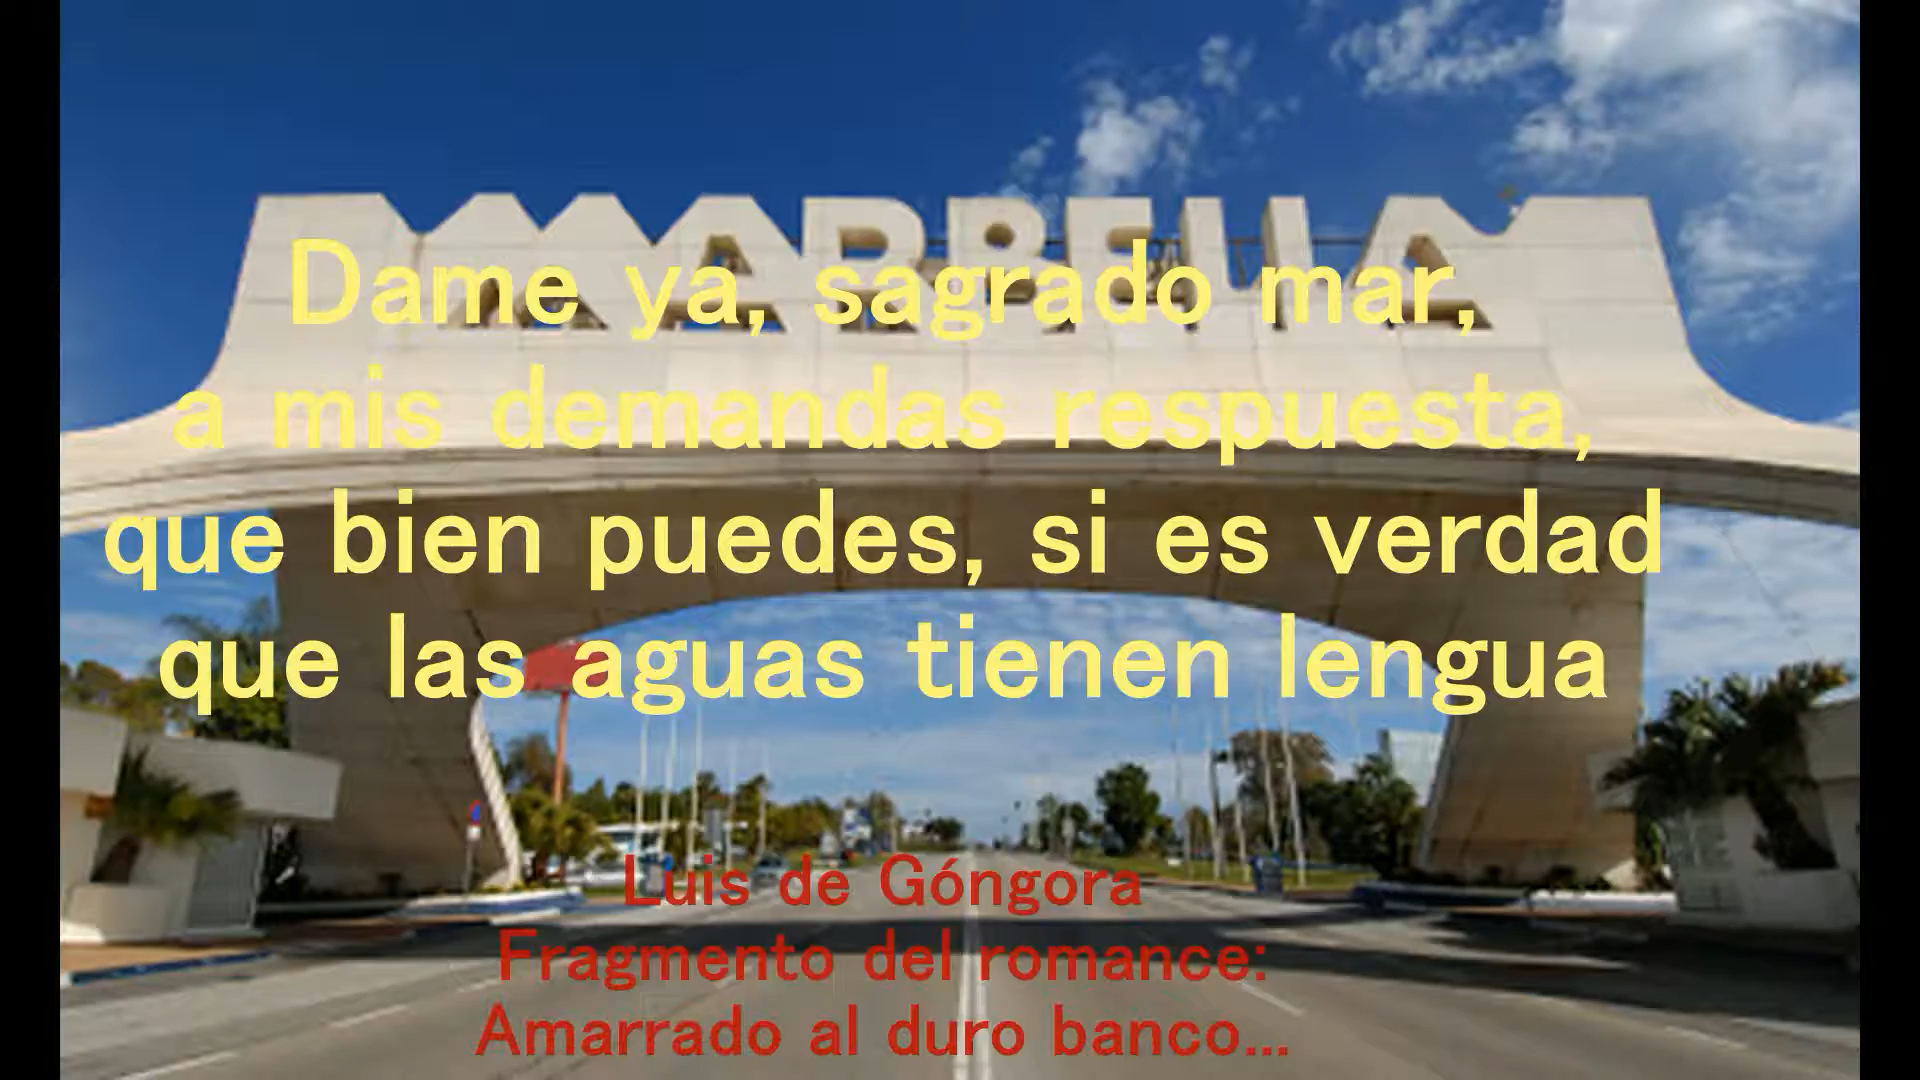 MARBELLA
Dame ya, sagrado mar,
a mis demandas respuesta,
que bien puedes, si es verdad
que las aguas tienen lengua
Luis de Góngora
Fragmento del romance:
Amarrado al duro banco...